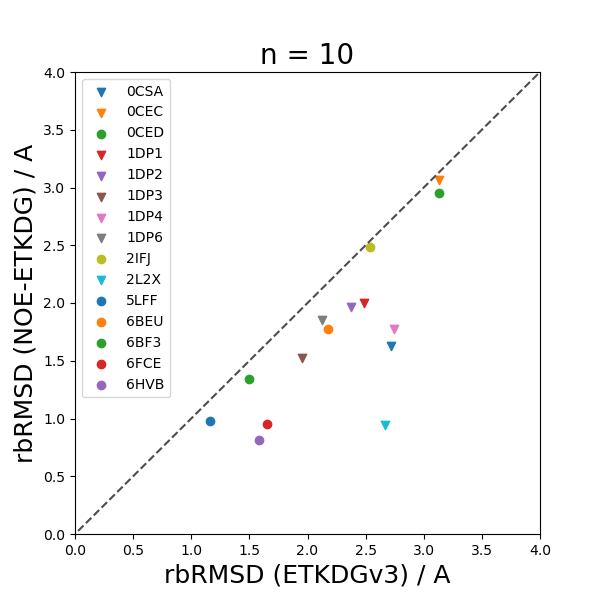 n = 10
rbRMSD (NOE-ETKDG) / A
4.0
3.5
3.0
2.5
2.0
1.5
1.0
0.5
0.0
0CSA
0CEC
0CED
1DP1
1DP2
1DP3
1DP4
1DP6
2IFJ
2L2X
5LFF
6BEU
6BF3
6FCE
6HVB
0.0 0.5 1.0 1.5 2.0 2.5 3.0 3.5 4.0
rbRMSD (ETKDGv3) / A